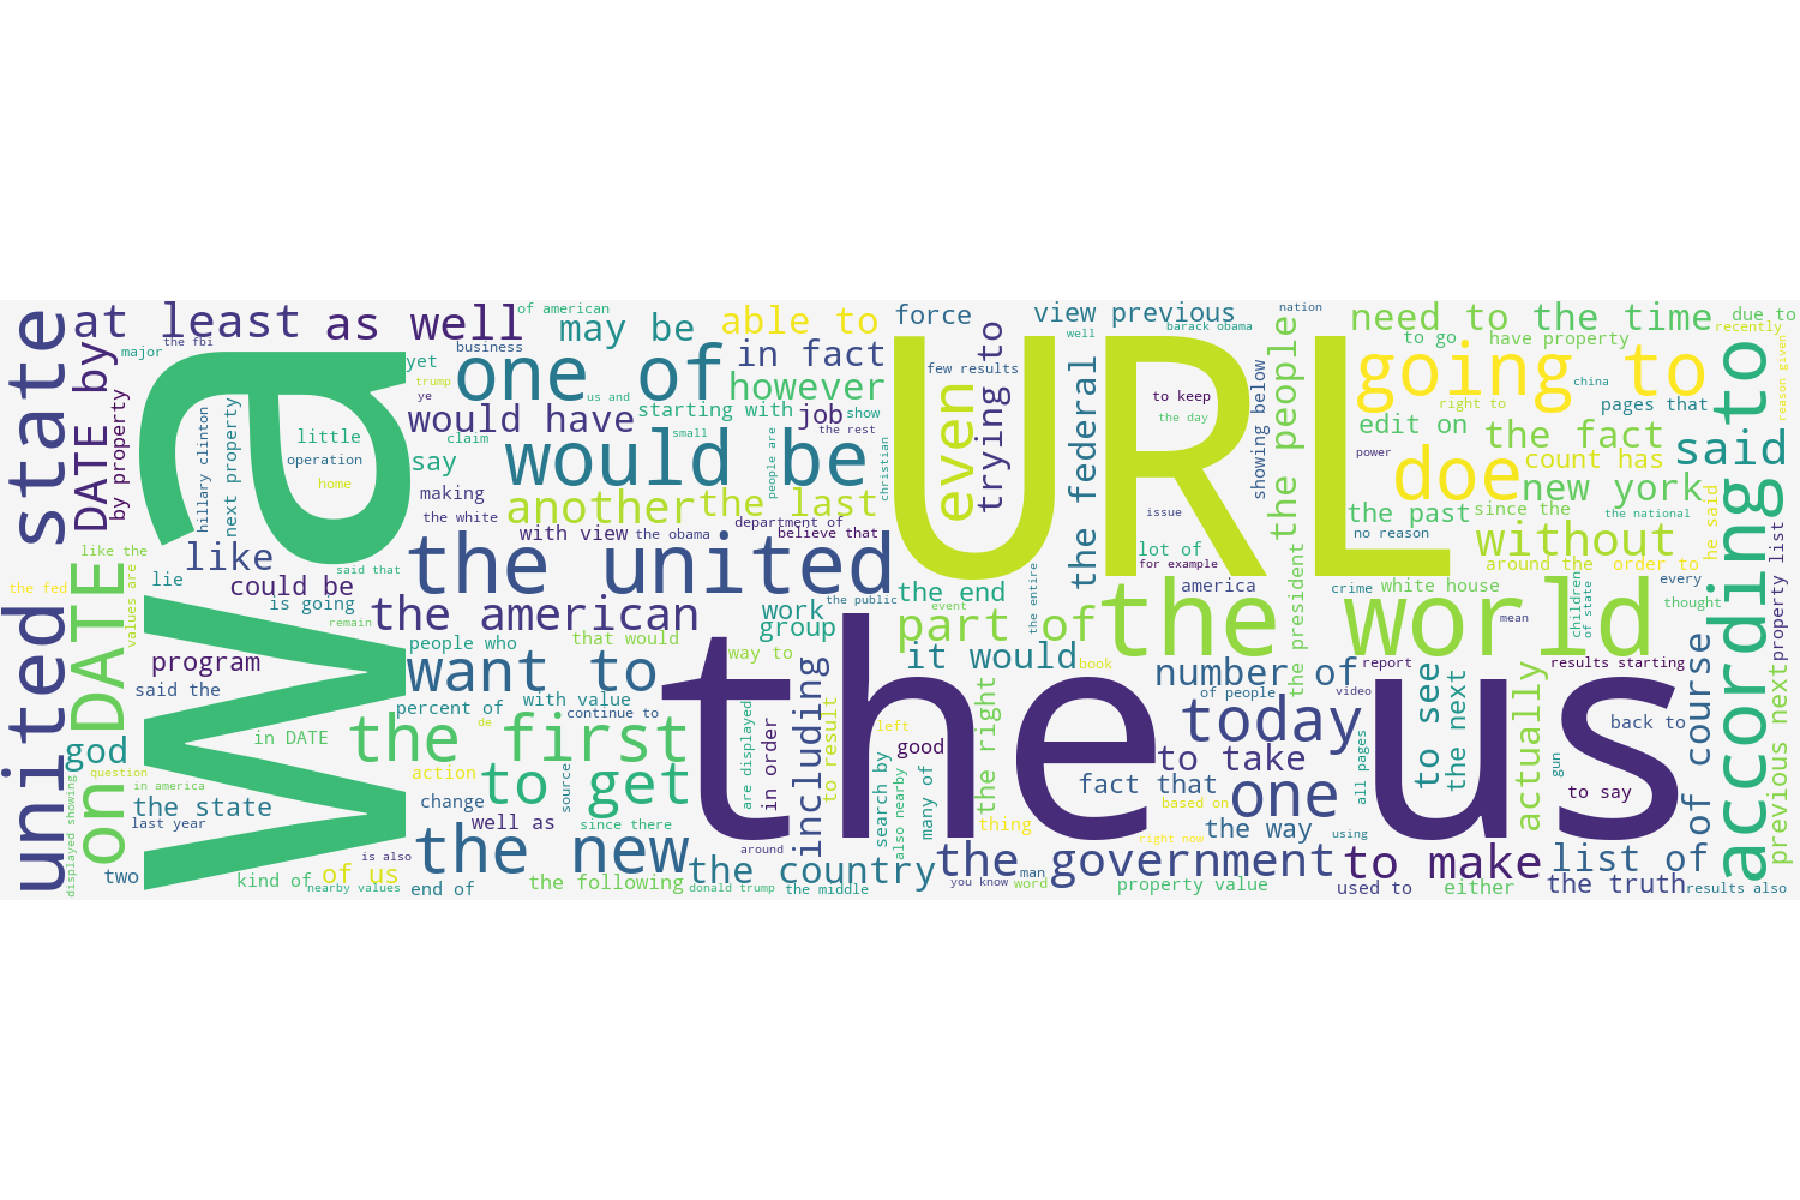 united state
at least
as well
of american
may be
able to
force
view previous
nation
need to
the time
due to
the fbi
major
business
yet
one of
in fact
well
barack obama
to go
have property
recently
DATE by
by property
wa
URL
the us
trump
ye
us and
however
few results
trying to
even
the federal
the people
going to
china
reason given
would have
starting with
job
show
the rest
to keep
the day
showing below
right to
pages that
edit on
the fact
said
according to
hillary clinton
next property
little
claim
operation
say
small
would be
people are
christian
power
doe
count has
home
making
another
the last
new york
the white
department of
issue
the past
since the
the national
with view
the obama
believe that
no reason
without
he said
property list
like the
like
lot of
on DATE
values are
lie
said that
the united
for example
around the
order to
the fed
could be
is going
the public
the end
america
crime
white house
children
of state
every
thought
remain
the american
work
group
event
the entire
part of
the world
the president
mean
people who
that would
way to
it would
book
program
want to
number of
report
results starting
said the
percent of
with value
continue to
of people
video
to see
the next
of course
previous next
de
in DATE
the first
are displayed
in order
including
to result
left
good
the right
today
actually
back to
god
question
in america
action
to get
source
search by
also nearby
many of
to take
fact that
one
all pages
gun
to say
displayed showing
the state
change
based on
last year
well as
since there
thing
right now
the way
using
two
is also
the new
around
the country
the government
to make
list of
kind of
of us
nearby values
end of
the following
donald trump
the middle
you know
man
word
property value
used to
either
the truth
results also